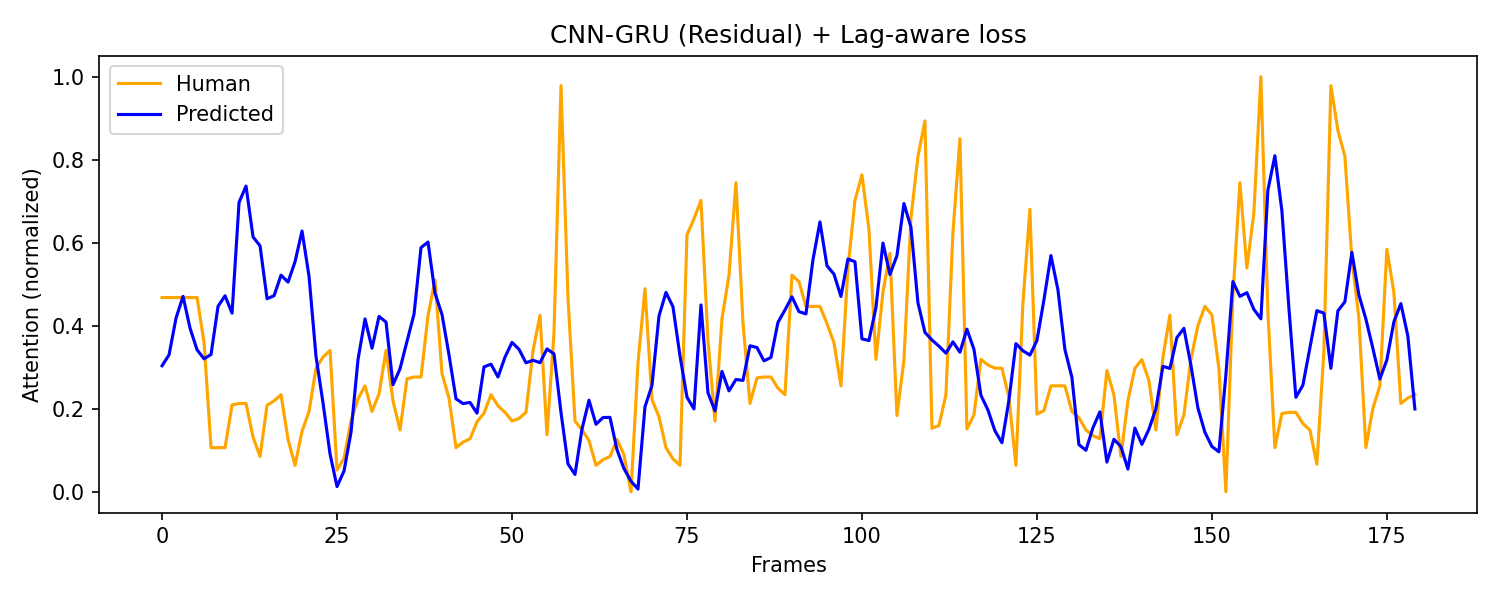 CNN-GRU (Residual) + Lag-aware loss
Human
Predicted
Attention (normalized)
1.0
0.8
0.6
0.4
0.2
0.0
0 25 50 75 100 125 150 175
Frames